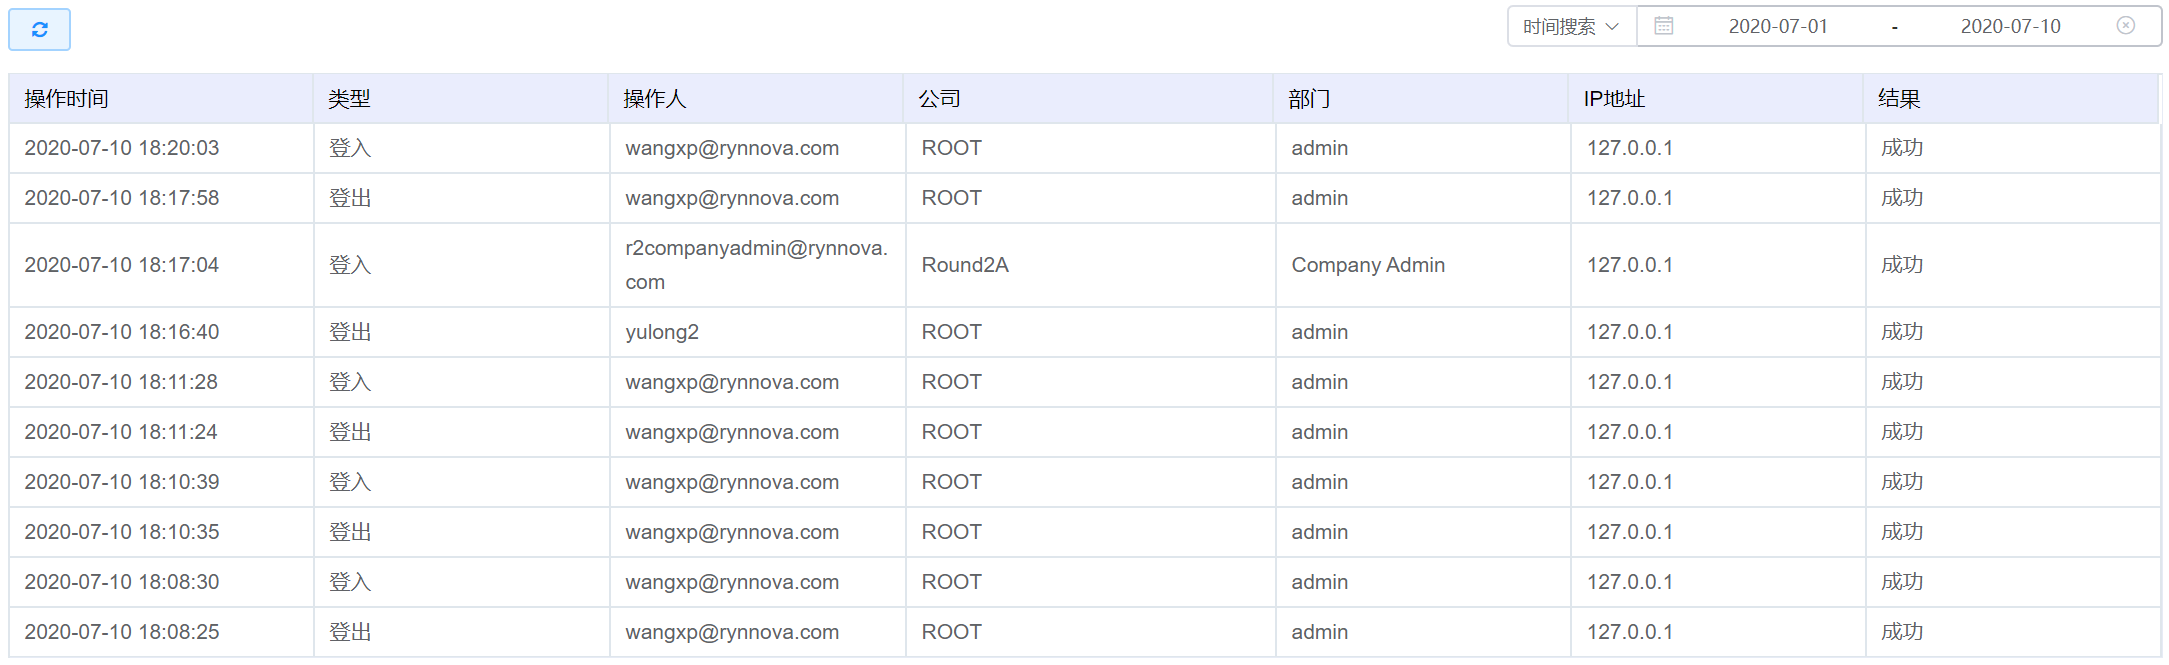 时间搜索 2020-07-01 - 2020-07-10
操作时间 类型 操作人 公司 部门 IP地址 结果
2020-07-10 18:20:03 登入 wangxp@rynnova.com ROOT admin 127.0.0.1 成功
2020-07-10 18:17:58 登出 wangxp@rynnova.com ROOT admin 127.0.0.1 成功
2020-07-10 18:17:04 登入 r2companyadmin@rynnova.
com Round2A Company Admin 127.0.0.1 成功
2020-07-10 18:16:40 登出 yulong2 ROOT admin 127.0.0.1 成功
2020-07-10 18:11:28 登入 wangxp@rynnova.com ROOT admin 127.0.0.1 成功
2020-07-10 18:11:24 登出 wangxp@rynnova.com ROOT admin 127.0.0.1 成功
2020-07-10 18:10:39 登入 wangxp@rynnova.com ROOT admin 127.0.0.1 成功
2020-07-10 18:10:35 登出 wangxp@rynnova.com ROOT admin 127.0.0.1 成功
2020-07-10 18:08:30 登入 wangxp@rynnova.com ROOT admin 127.0.0.1 成功
2020-07-10 18:08:25 登出 wangxp@rynnova.com ROOT admin 127.0.0.1 成功